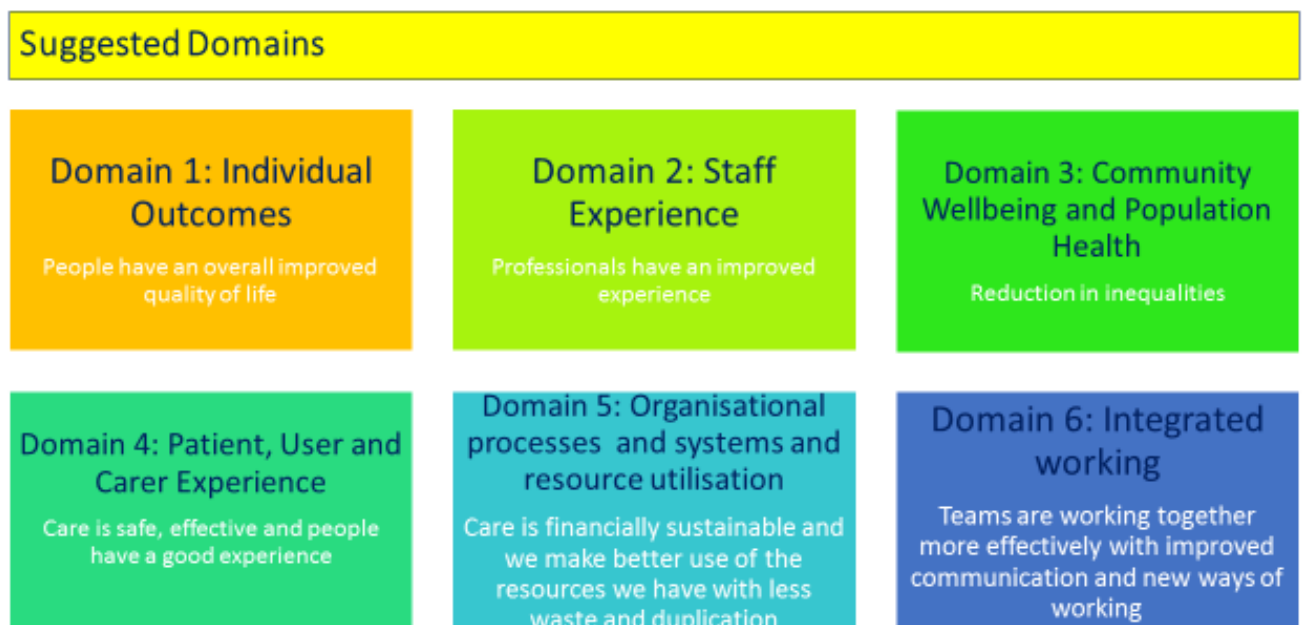 Suggested Domains
Domain 1: Individual
Outcomes
People have an overall improved
quality of life
Domain 2: Staff
Experience
Professionals have an improved
experience
Domain 3: Community
Wellbeing and Population
Health
Reduction in inequalities
Domain 4: Patient, User and
Carer Experience
Care is safe, effective and people
have a good experience
Domain 5: Organisational
processes and systems and
resource utilisation
Care is financially sustainable and
we make better use of the
resources we have with less
waste and duplication
Domain 6: Integrated
working
Teams are working together
more effectively with improved
communication and new ways of
working